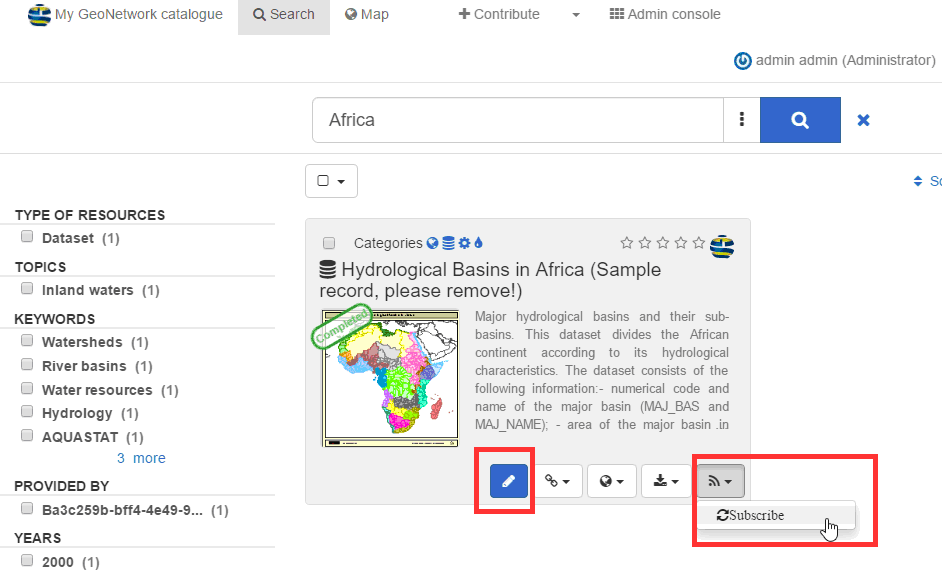 My GeoNetwork catalogue
Search
Map
Contribute
Admin console
admin admin (Administrator)
Africa
TYPE OF RESOURCES
Dataset (1)
TOPICS
Inland waters (1)
KEYWORDS
Watersheds (1)
River basins (1)
Water resources (1)
Hydrology (1)
AQUASTAT (1)
3 more
PROVIDED BY
Ba3c259b-bff4-4e49-9... (1)
YEARS
2000 (1)
Categories
Hydrological Basins in Africa (Sample
record, please remove!)
Completed
Major hydrological basins and their sub-
basins. This dataset divides the African
continent according to its hydrological
characteristics. The dataset consists of the
following information:- numerical code and
name of the major basin (MAJ_BAS and
MAJ_NAME); - area of the major basin .in
Subscribe